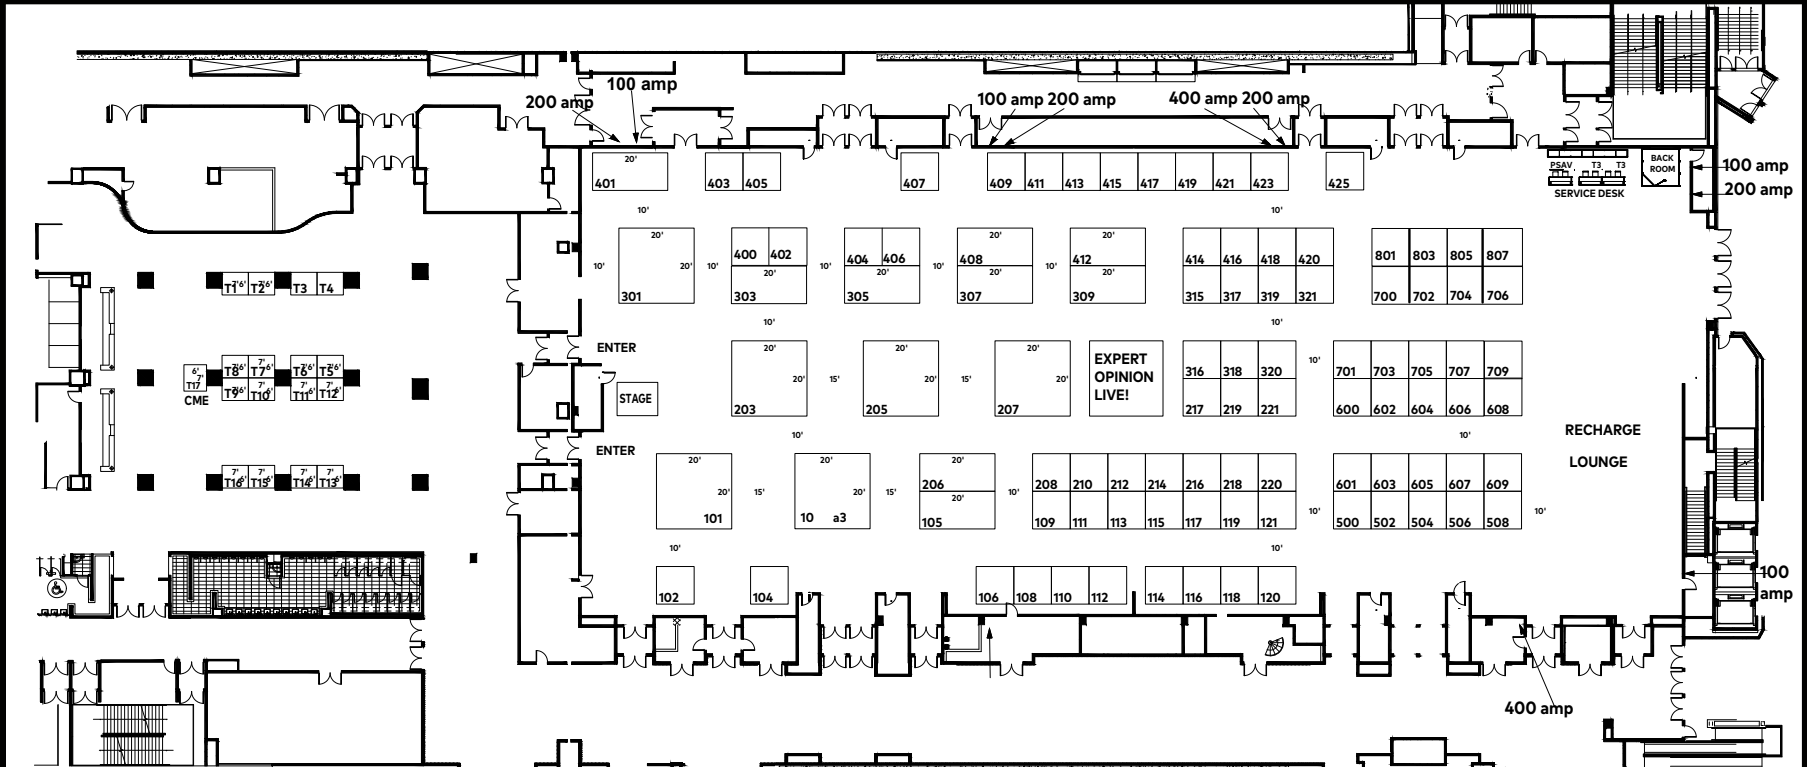 100 amp
200 amp
100 amp 200 amp
400 amp 200 amp
20'
401
403 405
407
409 411 413 415 417 419 421 423
425
PSAV T3 T3
SERVICE DESK
BACK
ROOM
100 amp
200 amp
10' 10'
20' 20' 20'
400 402 404 406 408 412 414 416 418 420 801 803 805 807
10' 20' 10' 10' 10' 10'
20' 20' 20' 20'
301 303 305 307 309 315 317 319 321 700 702 704 706
T1 T2 T3 T4
10' 10'
ENTER
20' 20' 20'
EXPERT
OPINION
LIVE!
10'
316 318 320 701 703 705 707 709
20' 15' 20' 15' 20'
203 205 207 217 219 221 600 602 604 606 608
STAGE
6'
7'
T17
CME
T8 T7 T6 T5
T9 T10 T11 T12
10' 10'
RECHARGE
LOUNGE
ENTER
20' 20' 20'
206 208 210 212 214 216 218 220 601 603 605 607 609
20' 15' 20' 15' 20' 10' 10' 10'
101 10 a3 105 109 111 113 115 117 119 121 500 502 504 506 508
7' 7' 7' 7'
T16 T15 T14 T13
10' 10'
102 104 106 108 110 112 114 116 118 120
100
amp
400 amp